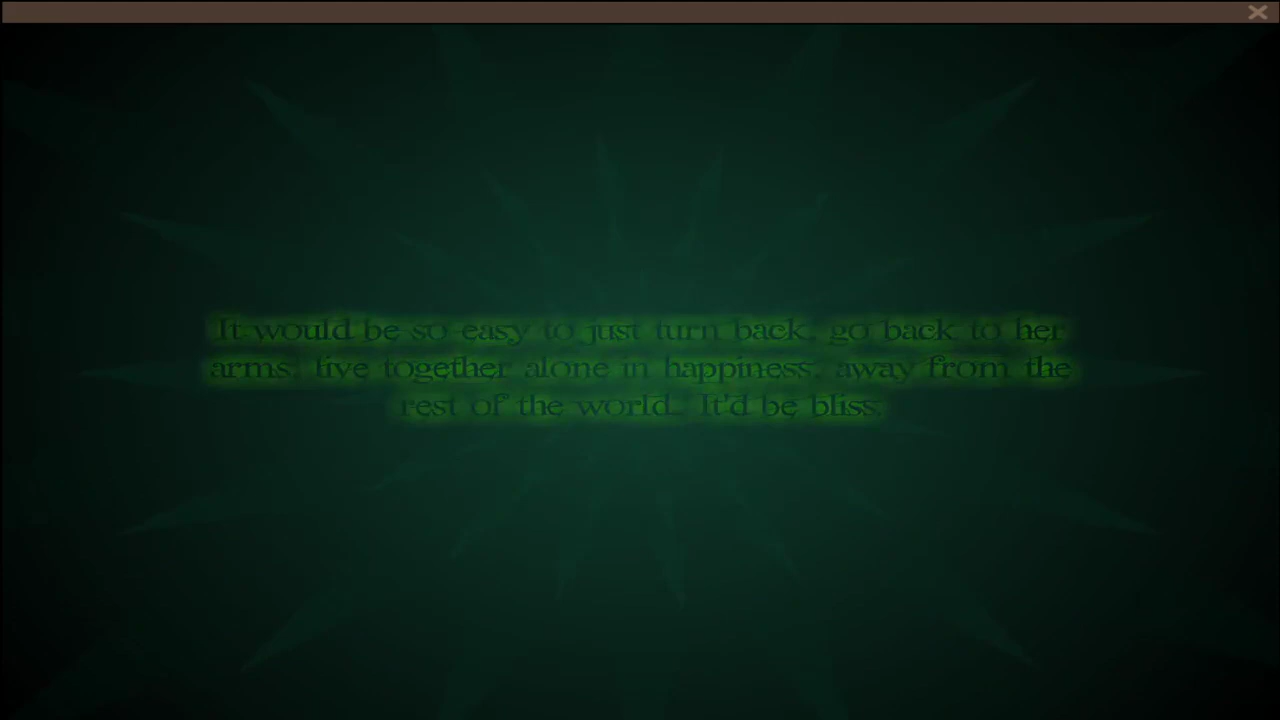 It would be so easy to just turn back, go back to her
arms, live together alone in happiness, away from the
rest of the world. It'd be bliss.